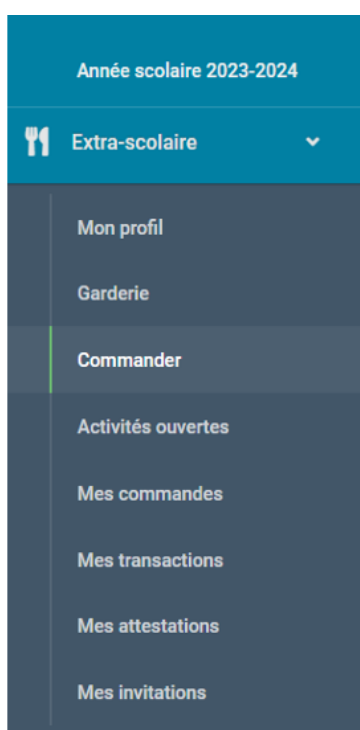 Année scolaire 2023-2024
Extra-scolaire
Mon profil
Garderie
Commander
Activités ouvertes
Mes commandes
Mes transactions
Mes attestations
Mes invitations